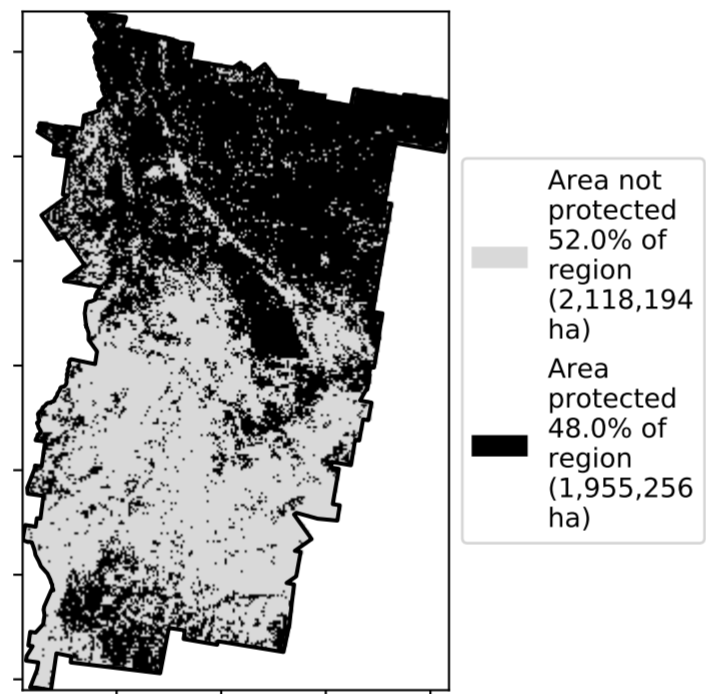 Area not
protected
52.0% of
region
(2,118,194
ha)
Area
protected
48.0% of
region
(1,955,256
ha)